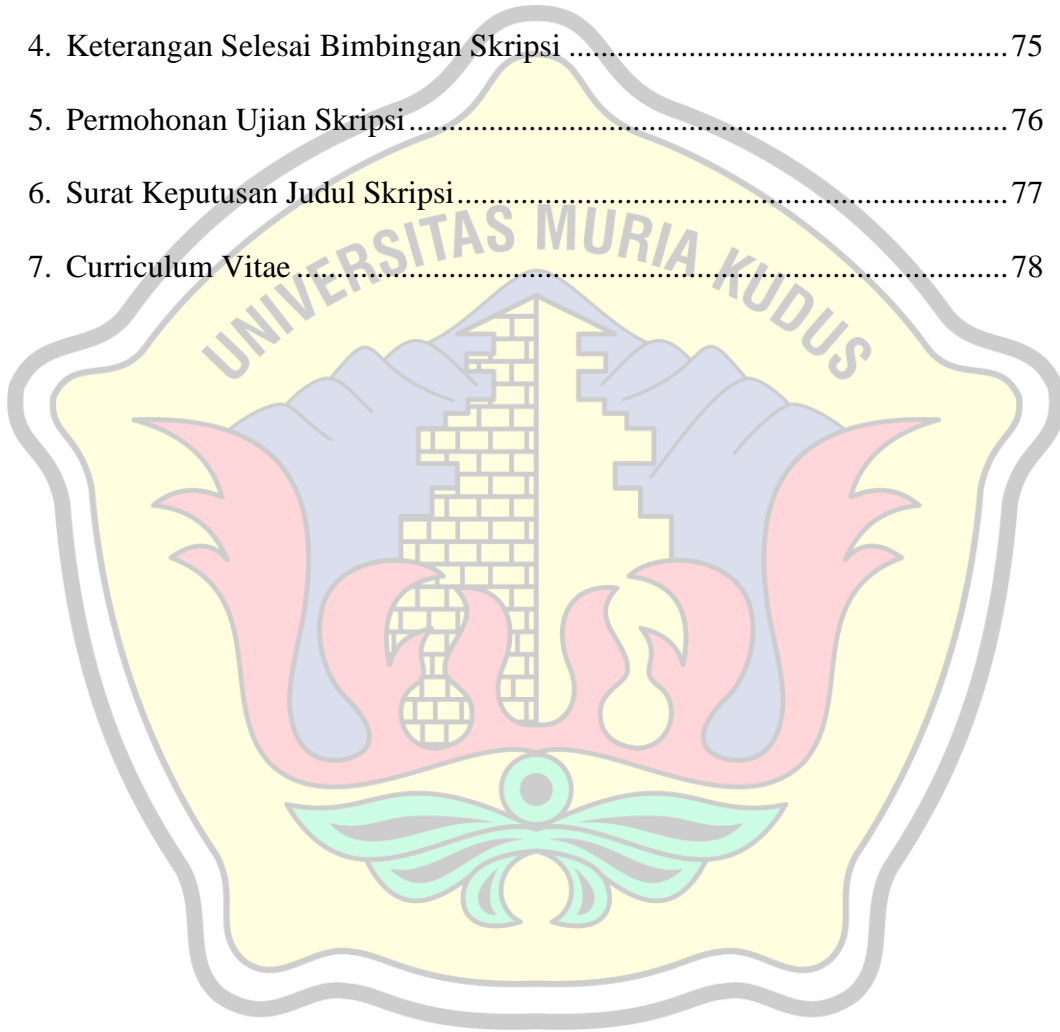 4. Keterangan Selesai Bimbingan Skripsi ..................................................... 75
5. Permohonan Ujian Skripsi ........................................................................ 76
6. Surat Keputusan Judul Skripsi .................................................................. 77
7. Curriculum Vitae ...................................................................................... 78
UNIVERSITAS MURIA KUDUS